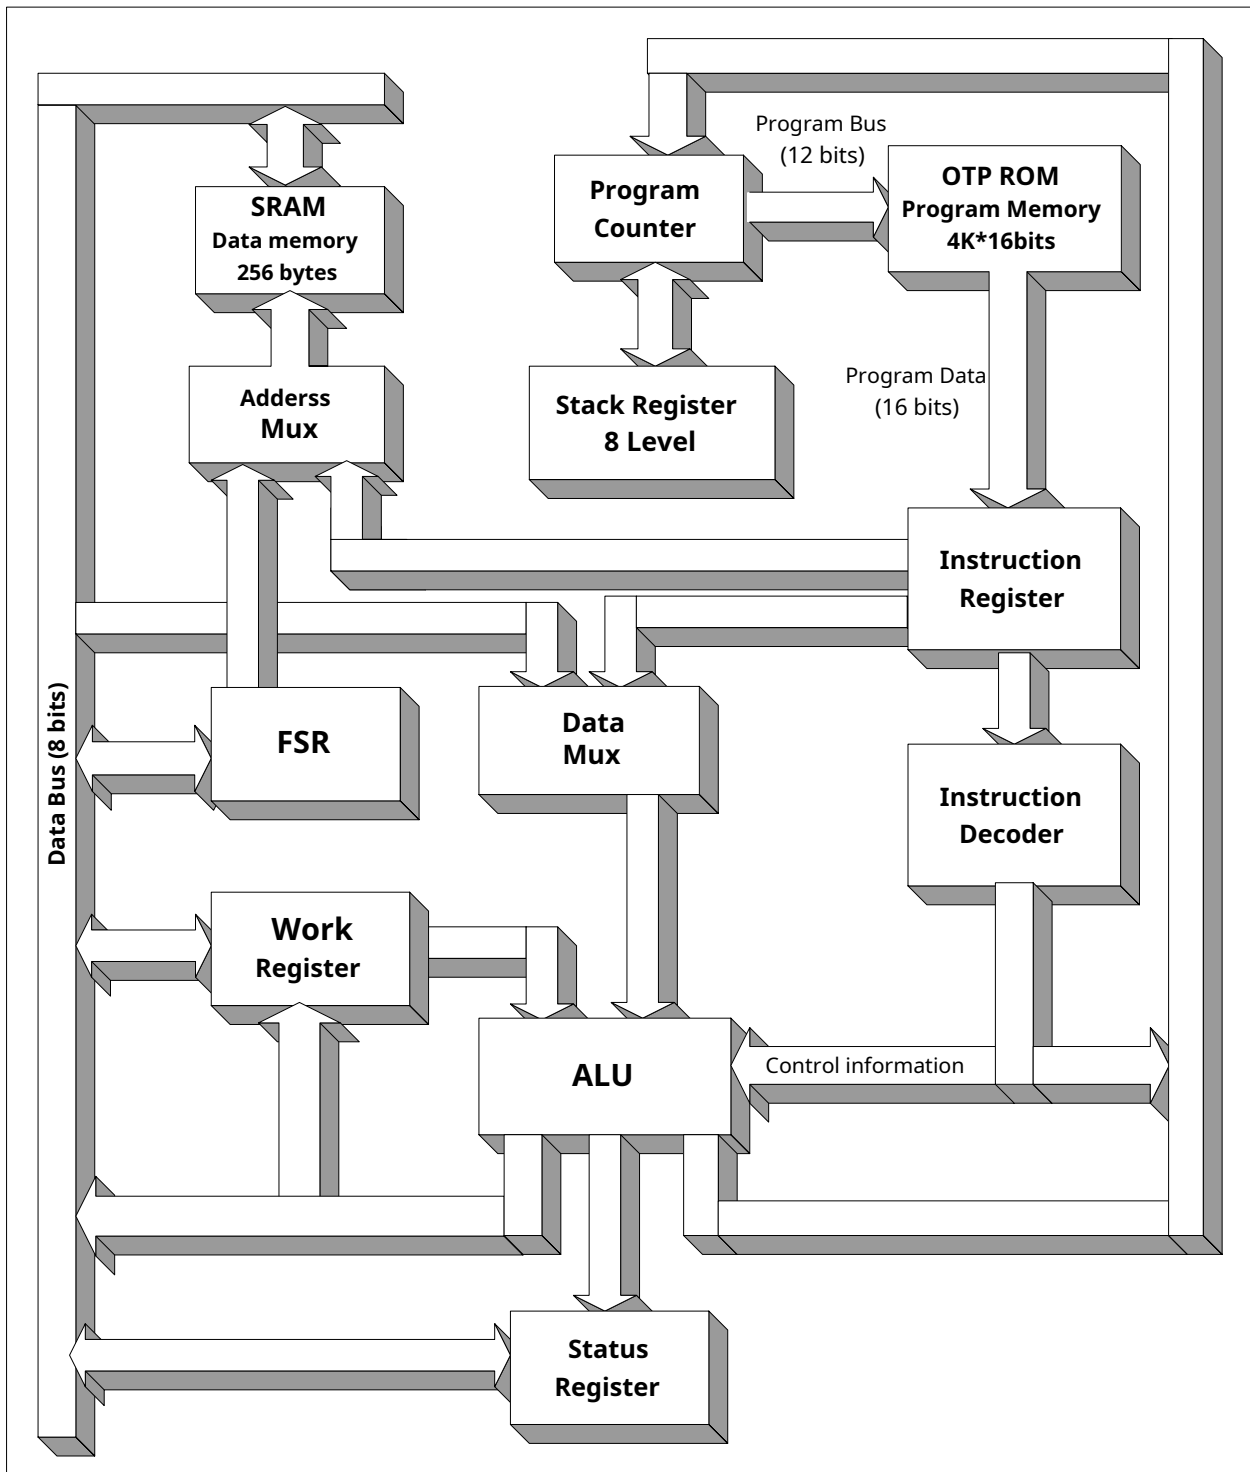 Program Bus
(12 bits)
SRAM
Data memory
256 bytes
Program
Counter
OTP ROM
Program Memory
4K*16bits
Adderss
Mux
Stack Register
8 Level
Program Data
(16 bits)
Instruction
Register
Data Bus (8 bits)
FSR
Data
Mux
Instruction
Decoder
Work
Register
ALU
Control information
Status
Register